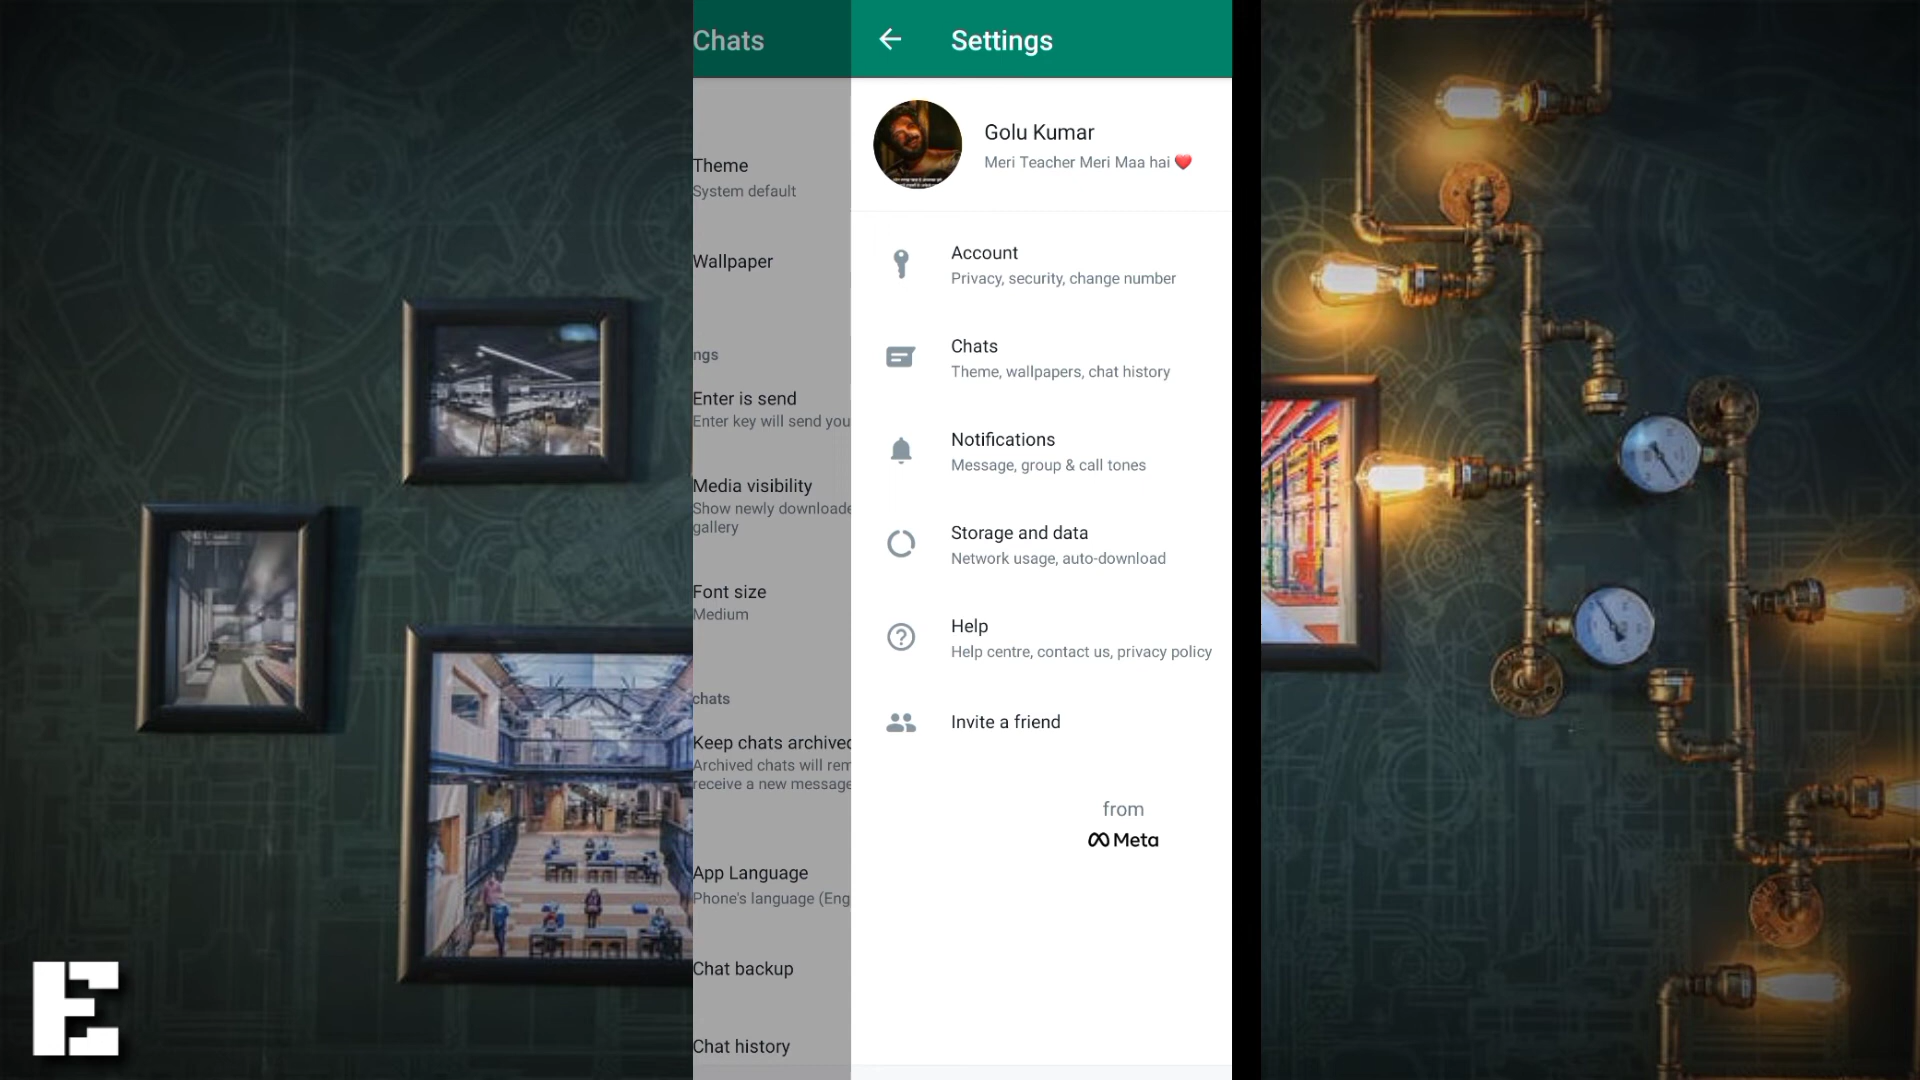 Chats
Theme
System default
Wallpaper
ngs
Enter is send
Enter key will send you
Media visibility
Show newly downloade
gallery
Font size
Medium
chats
Keep chats archived
Archived chats will rem
receive a new message
App Language
Phone's language (Eng
Chat backup
Chat history
Settings
Golu Kumar
Meri Teacher Meri Maa hai ❤️
Account
Privacy, security, change number
Chats
Theme, wallpapers, chat history
Notifications
Message, group & call tones
Storage and data
Network usage, auto-download
Help
Help centre, contact us, privacy policy
Invite a friend
from
Meta
E